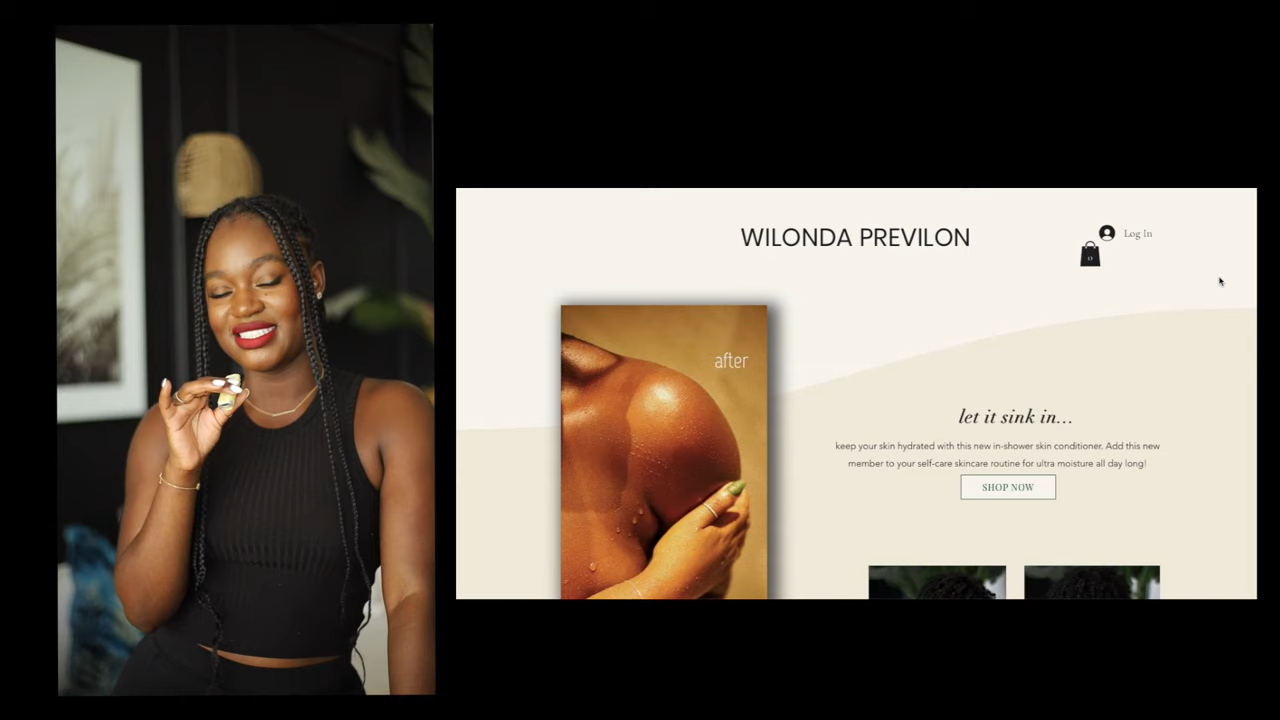 WILONDA PREVILON
Log In
0
after
let it sink in...
keep your skin hydrated with this new in-shower skin conditioner. Add this new
member to your self-care skincare routine for ultra moisture all day long!
SHOP NOW